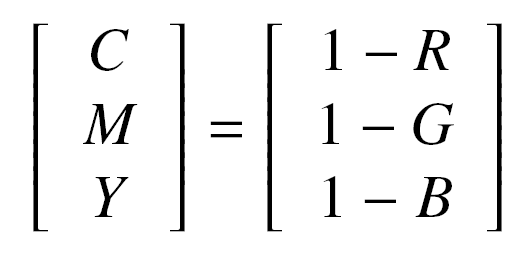 [ C ] [ 1 − R ]
[ M ] = [ 1 − G ]
[ Y ] [ 1 − B ]